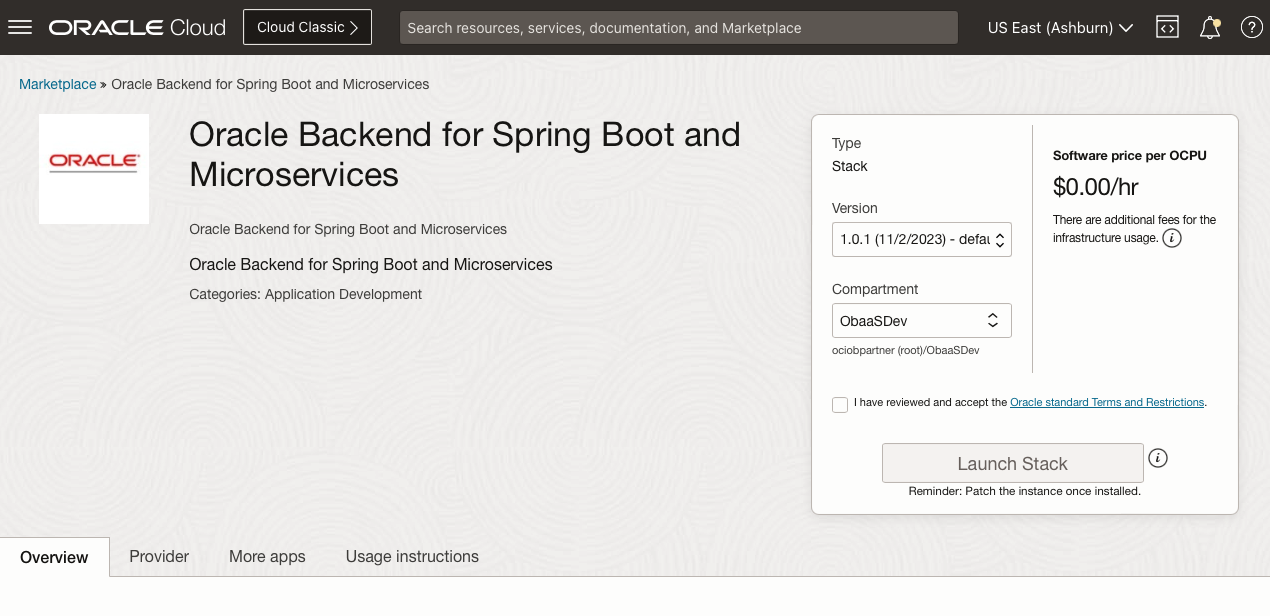 ORACLE Cloud
Cloud Classic
Search resources, services, documentation, and Marketplace
US East (Ashburn)
Marketplace » Oracle Backend for Spring Boot and Microservices
ORACLE®
Oracle Backend for Spring Boot and
Microservices
Oracle Backend for Spring Boot and Microservices
Oracle Backend for Spring Boot and Microservices
Categories: Application Development
Type
Stack
Version
1.0.1 (11/2/2023) - defau
Compartment
ObaaSDev
ociobpartner (root)/ObaaSDev
Software price per OCPU
$0.00/hr
There are additional fees for the
infrastructure usage. i
I have reviewed and accept the Oracle standard Terms and Restrictions.
Launch Stack i
Reminder: Patch the instance once installed.
Overview
Provider
More apps
Usage instructions